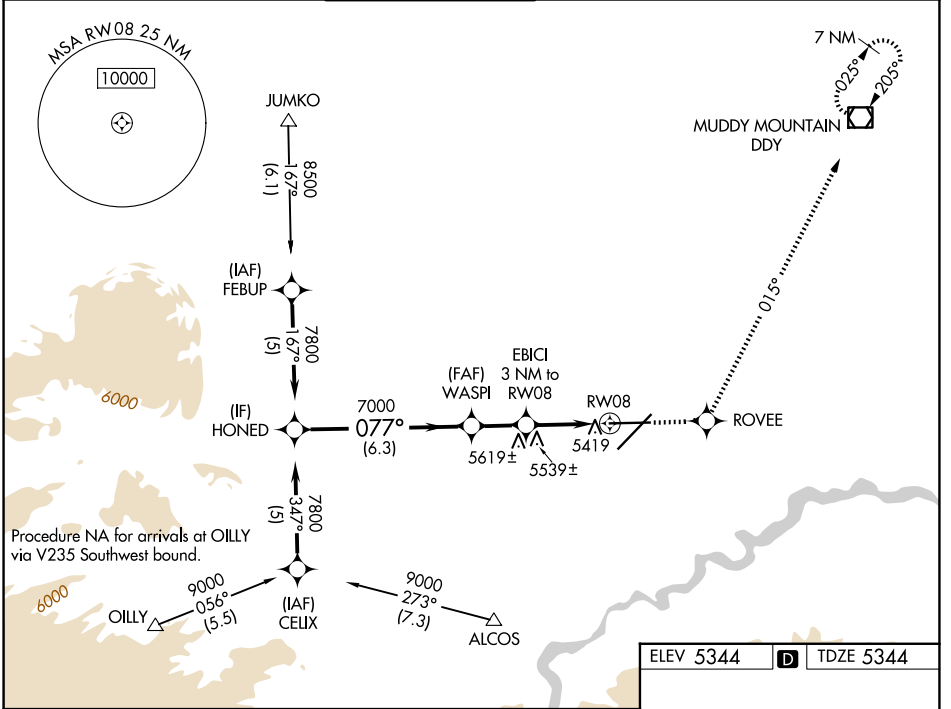 MSA RW08 25 NM
10000
7 NM
025°
205°
MUDDY MOUNTAIN
DDY
JUMKO
8500
167°
(6.1)
(IAF)
FEBUP
7800
167°
(5)
015°
6000
(IF)
HONED
7000
077°
(6.3)
(FAF)
WASPI
EBICI
3 NM to
RW08
RW08
ROVEE
5619±
5539±
5419
7800
347°
(5)
Procedure NA for arrivals at OILLY
via V235 Southwest bound.
6000
9000
056°
(5.5)
OILLY
(IAF)
CELIX
9000
273°
(7.3)
ALCOS
ELEV 5344
D
TDZE 5344